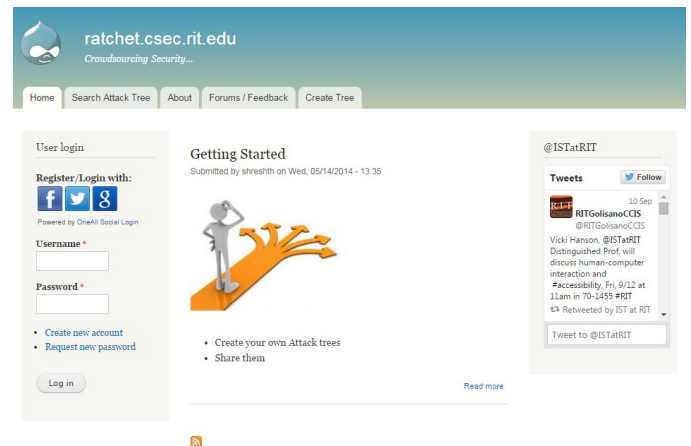 ratchet.csec.rit.edu
Crowdsourcing Security...
Home
Search Attack Tree
About
Forums / Feedback
Create Tree
User login
Register/Login with:
Powered by OneAll Social Login
Username *
Password *
Create new account
Request new password
Log in
Getting Started
Submitted by shreshth on Wed, 05/14/2014 - 13:35
Create your own Attack trees
Share them
Read more
@ISTatRIT
Tweets
Follow
10 Sep
RITGolisanoCCIS
@RITGolisanoCCIS
Vicki Hanson, @ISTatRIT
Distinguished Prof, will
discuss human-computer
interaction and
#accessibility, Fri, 9/12 at
11am in 70-1455 #RIT
Retweeted by IST at RIT
Tweet to @ISTatRIT